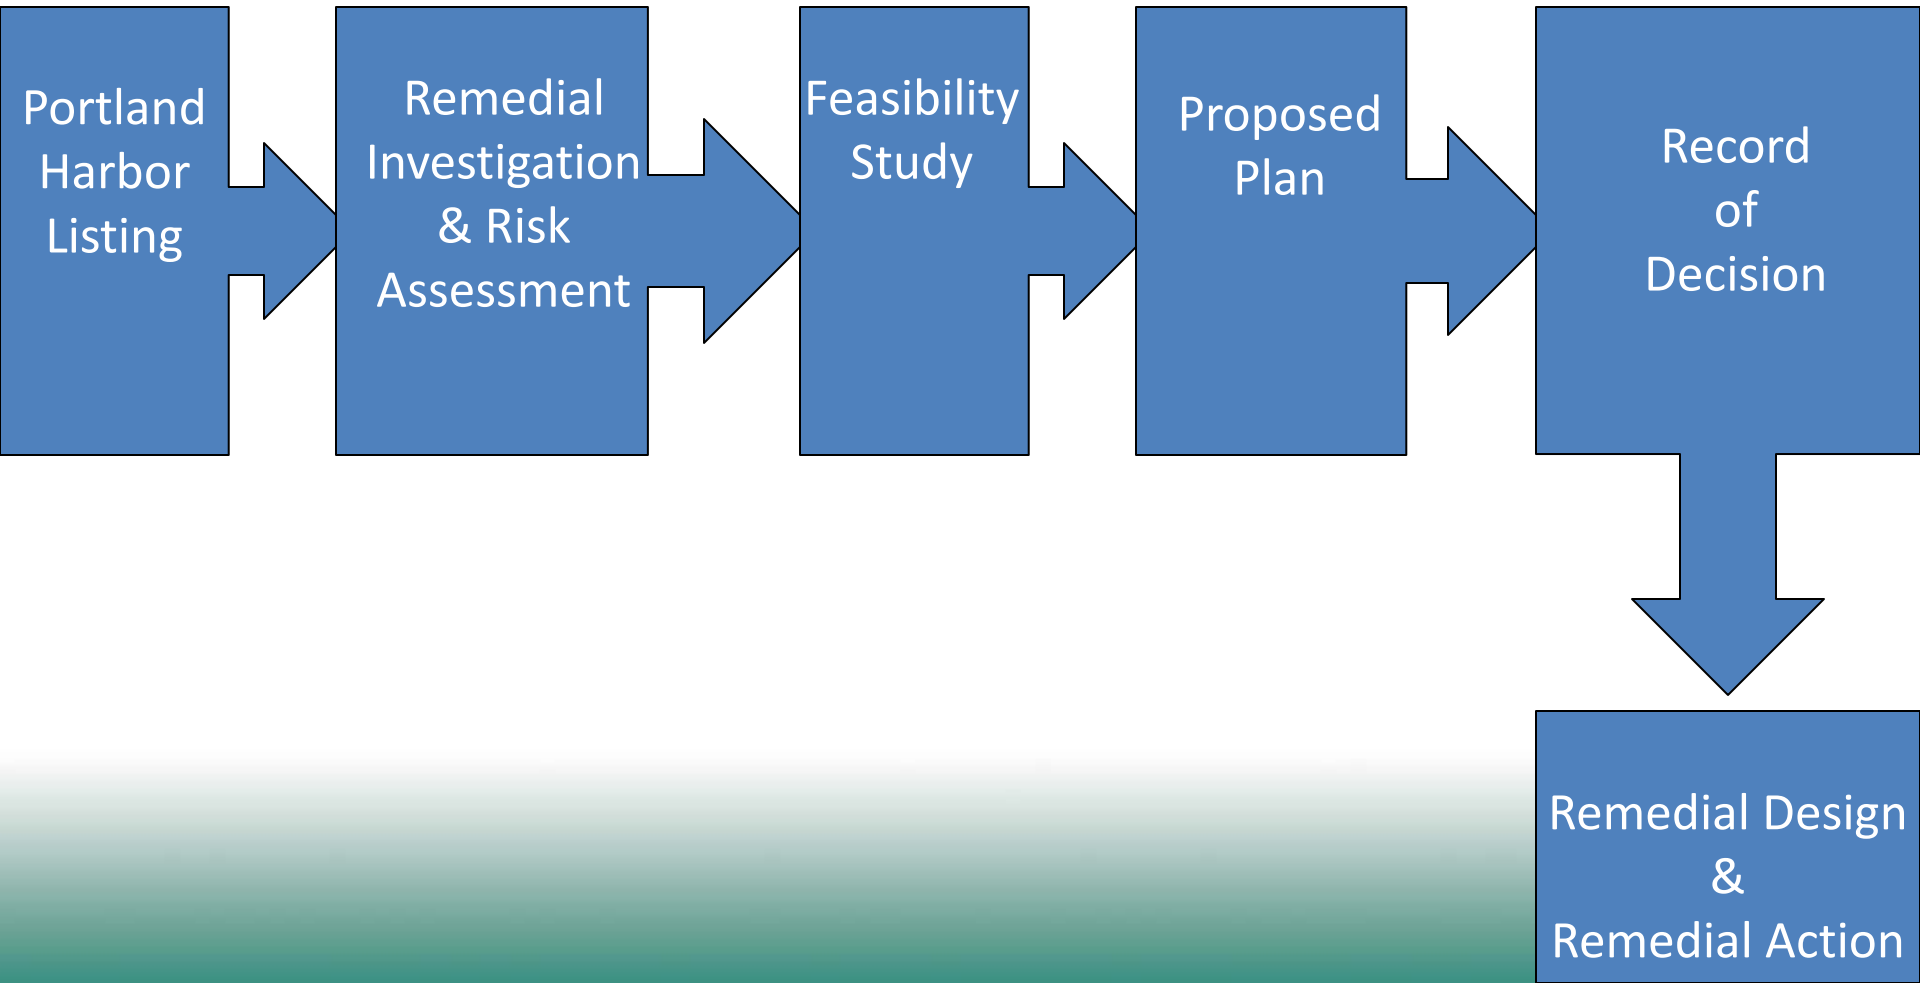 Portland
Harbor
Listing
Remedial
Investigation
& Risk
Assessment
Feasibility
Study
Proposed
Plan
Record
of
Decision
Remedial Design
&
Remedial Action